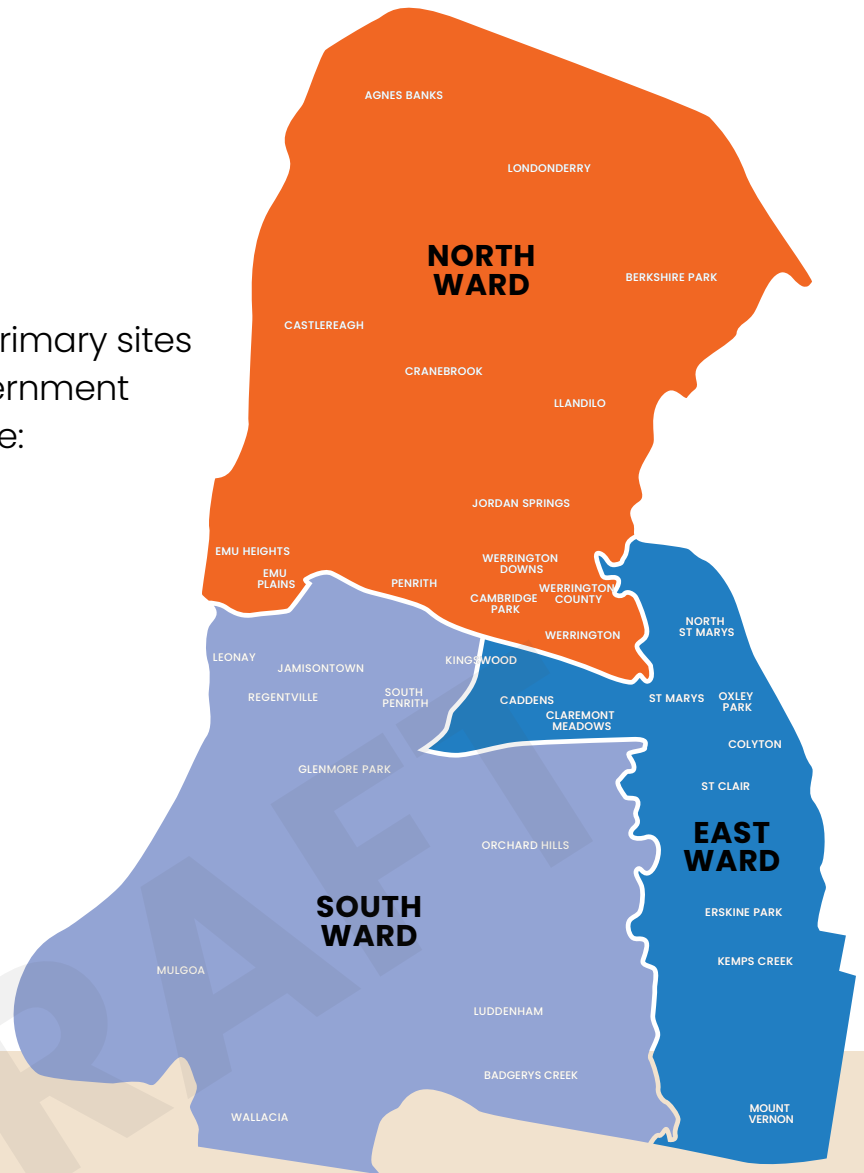 AGNES BANKS
LONDONDERRY
NORTH
WARD
BERKSHIRE PARK
CASTLEREAGH
rimary sites
CRANEBROOK
ernment
LLANDILO
e:
JORDAN SPRINGS
EMU HEIGHTS
WERRINGTON
DOWNS
EMU
PLAINS
PENRITH
WERRINGTON
COUNTY
CAMBRIDGE
PARK
WERRINGTON
NORTH
ST MARYS
LEONAY
JAMISONTOWN
KINGSWOOD
REGENTVILLE
SOUTH
PENRITH
CADDENS
ST MARYS
OXLEY
PARK
CLAREMONT
MEADOWS
COLYTON
GLENMORE PARK
ST CLAIR
EAST
WARD
ORCHARD HILLS
SOUTH
WARD
ERSKINE PARK
KEMPS CREEK
MULGOA
LUDDENHAM
BADGERYS CREEK
WALLACIA
MOUNT
VERNON
RAFT